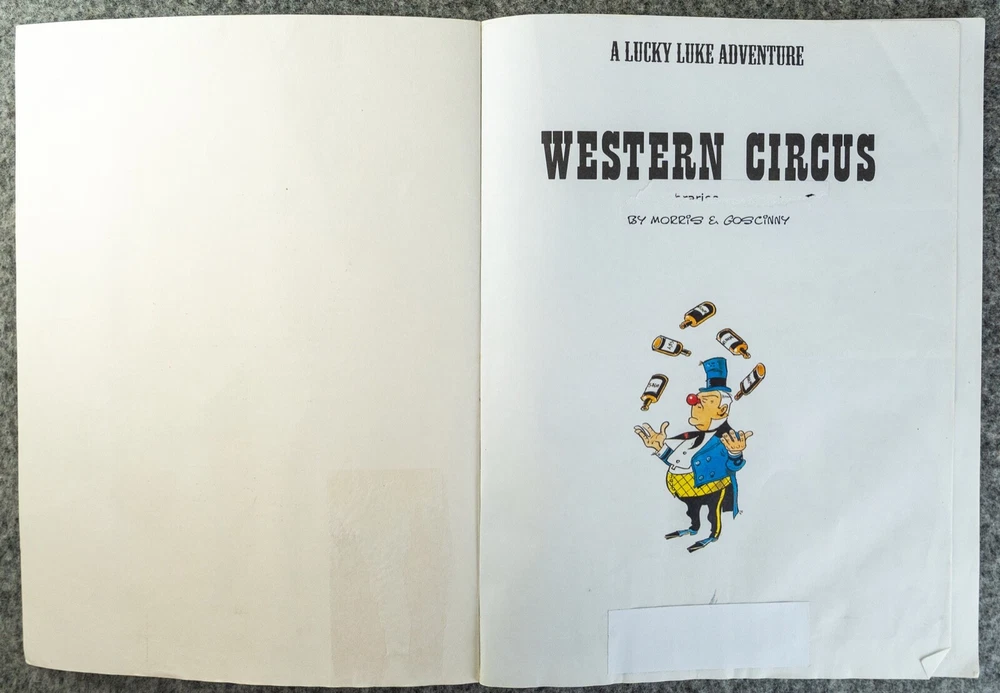 A LUCKY LUKE ADVENTURE
WESTERN CIRCUS
BY MORRIS & GOSCINNY